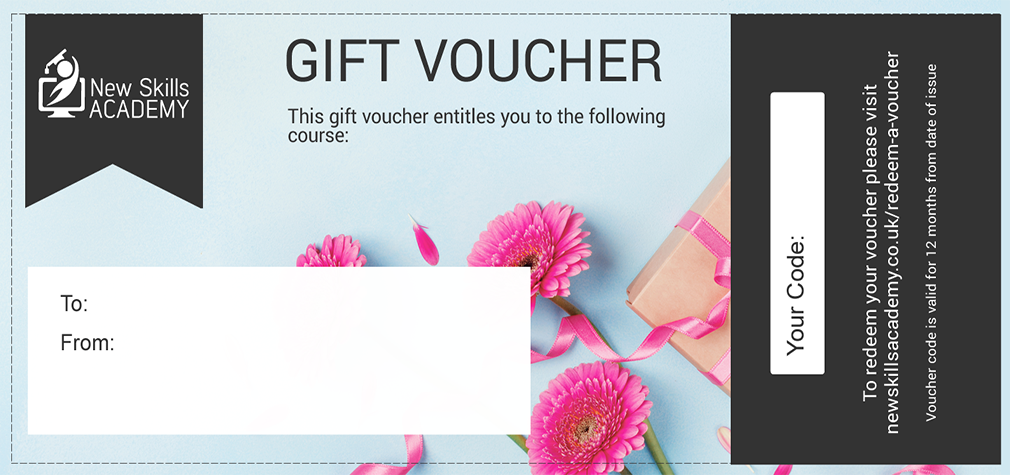 New Skills
ACADEMY
GIFT VOUCHER
This gift voucher entitles you to the following
course:
To:
From:
Your Code:
To redeem your voucher please visit
newskillsacademy.co.uk/redeem-a-voucher
Voucher code is valid for 12 months from date of issue